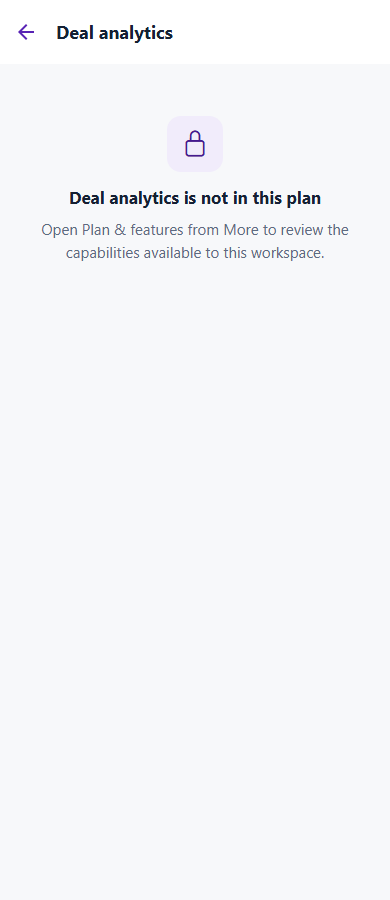 Deal analytics
Deal analytics is not in this plan
Open Plan & features from More to review the
capabilities available to this workspace.